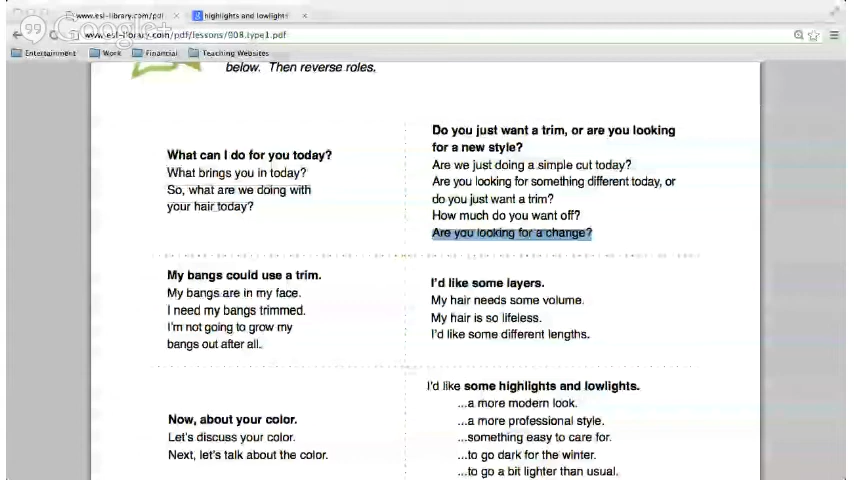 www.esl-library.com/pdf
highlights and lowlights
Google+
www.esl-library.com/pdf/lessons/908.type1.pdf
Entertainment
Work
Financial
Teaching Websites
below. Then reverse roles.
What can I do for you today?
What brings you in today?
So, what are we doing with
your hair today?
Do you just want a trim, or are you looking
for a new style?
Are we just doing a simple cut today?
Are you looking for something different today, or
do you just want a trim?
How much do you want off?
Are you looking for a change?
My bangs could use a trim.
My bangs are in my face.
I need my bangs trimmed.
I'm not going to grow my
bangs out after all.
I'd like some layers.
My hair needs some volume.
My hair is so lifeless.
I'd like some different lengths.
Now, about your color.
Let's discuss your color.
Next, let's talk about the color.
I'd like some highlights and lowlights.
...a more modern look.
...a more professional style.
...something easy to care for.
...to go dark for the winter.
...to go a bit lighter than usual.